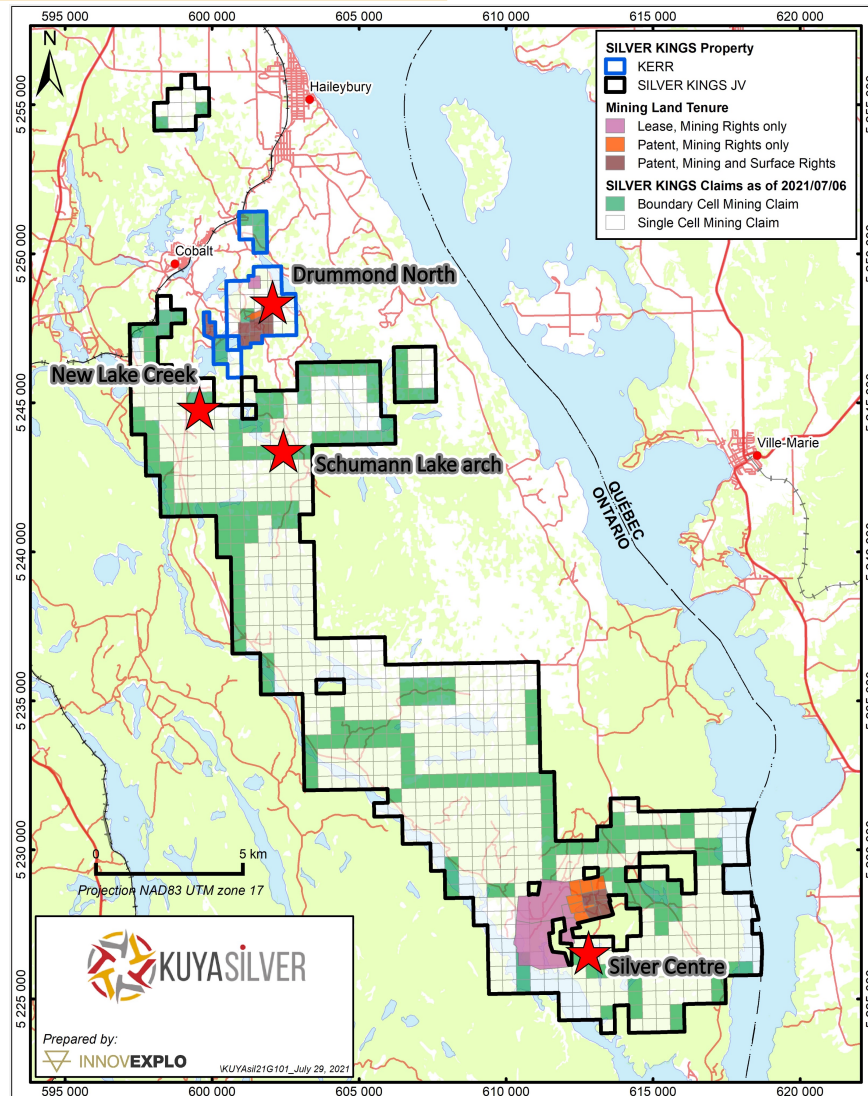 595 000 600 000 605 000 610 000 615 000 620 000
N
SILVER KINGS Property
KERR
SILVER KINGS JV
Mining Land Tenure
Lease, Mining Rights only
Patent, Mining Rights only
Patent, Mining and Surface Rights
SILVER KINGS Claims as of 2021/07/06
Boundary Cell Mining Claim
Single Cell Mining Claim
Haileybury
5 255 000
5 250 000
Cobalt
Drummond North
New Lake Creek
5 245 000
Schumann Lake arch
Ville-Marie
QUÉBEC
ONTARIO
5 240 000
5 235 000
5 230 000
0 5 km
Projection NAD83 UTM zone 17
KUYASILVER
Silver Centre
5 225 000
Prepared by:
INNOVEXPLO
\KUYAsil21G101_July 29, 2021
595 000 600 000 605 000 610 000 615 000 620 000